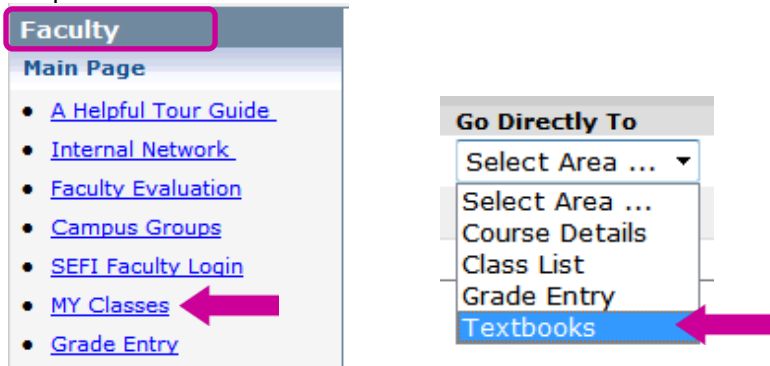 Faculty
Main Page
A Helpful Tour Guide
Internal Network
Faculty Evaluation
Campus Groups
SEFI Faculty Login
MY Classes
Grade Entry
Go Directly To
Select Area ...
Select Area ...
Course Details
Class List
Grade Entry
Textbooks